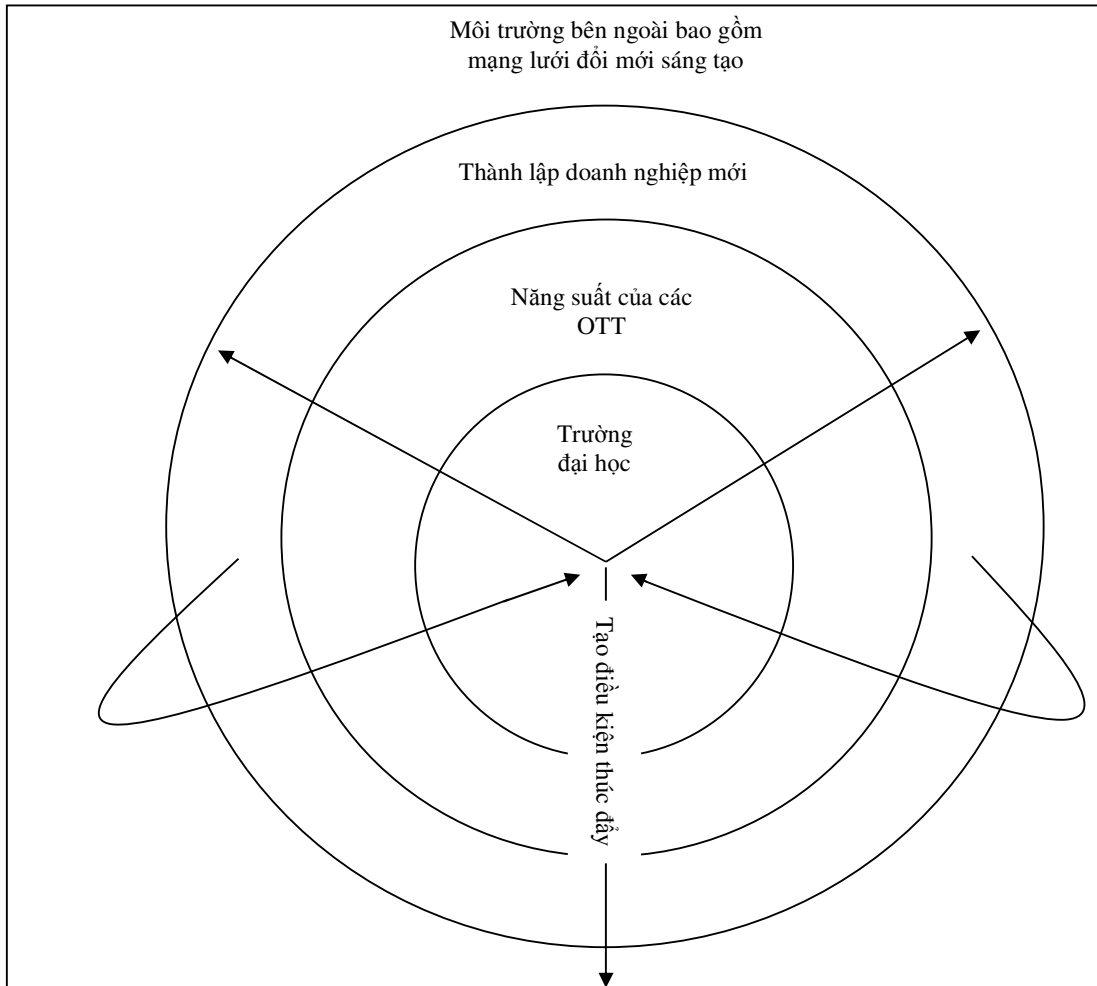 Môi trường bên ngoài bao gồm
mạng lưới đổi mới sáng tạo
Thành lập doanh nghiệp mới
Năng suất của các
OTT
Trường
đại học
Tạo điều kiện thúc đẩy